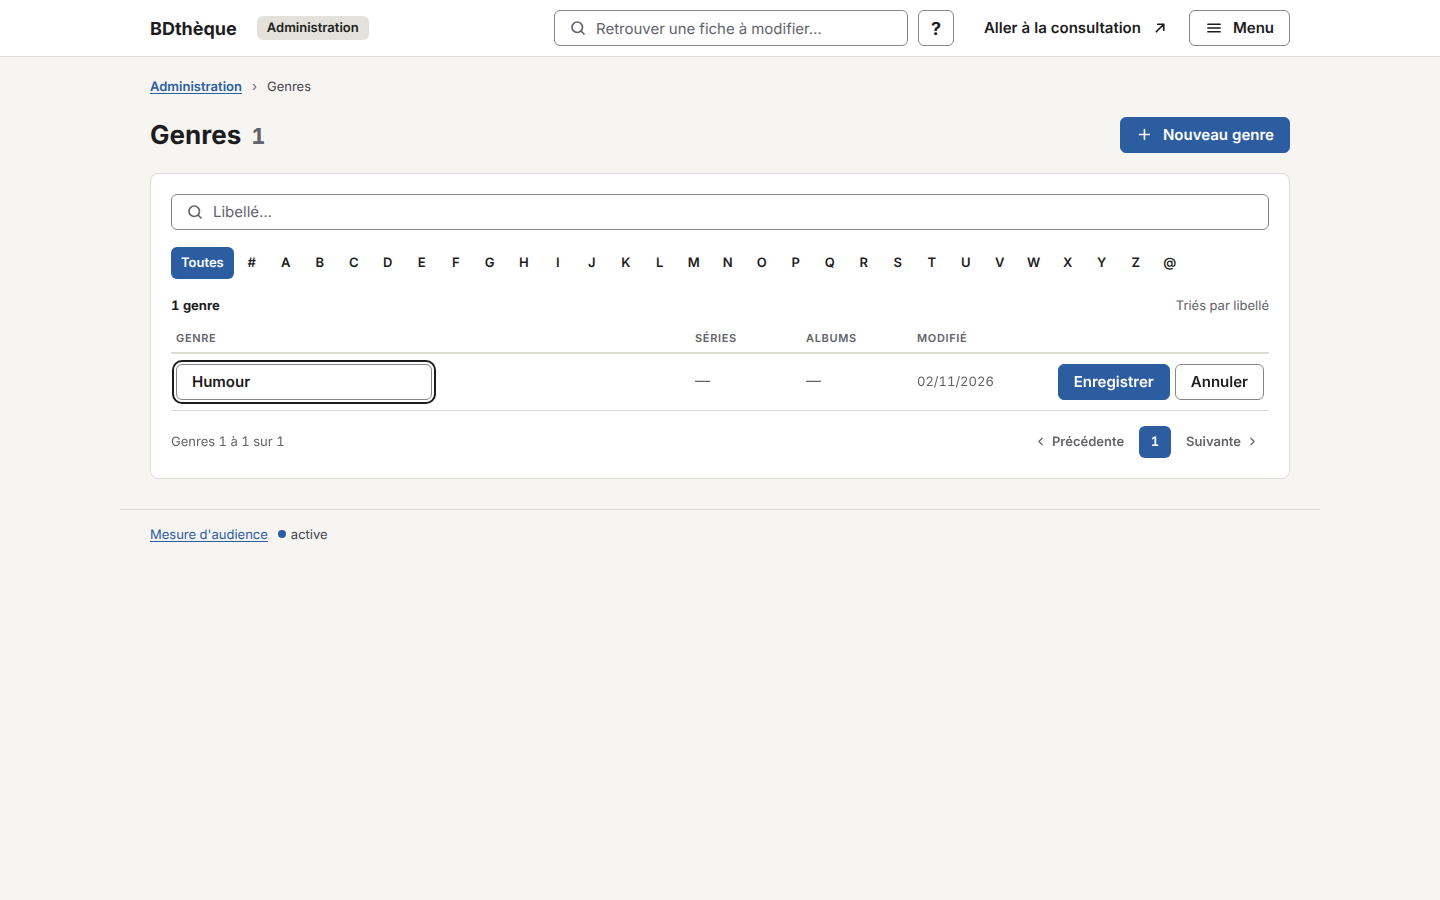 BDthèque Administration Retrouver une fiche à modifier... ? Aller à la consultation Menu
Administration › Genres
Genres 1 Nouveau genre
Libellé...
Toutes # A B C D E F G H I J K L M N O P Q R S T U V W X Y Z @
1 genre Triés par libellé
GENRE SÉRIES ALBUMS MODIFIÉ
Humour — — 02/11/2026 Enregistrer Annuler
Genres 1 à 1 sur 1 Précédente 1 Suivante
Mesure d'audience active